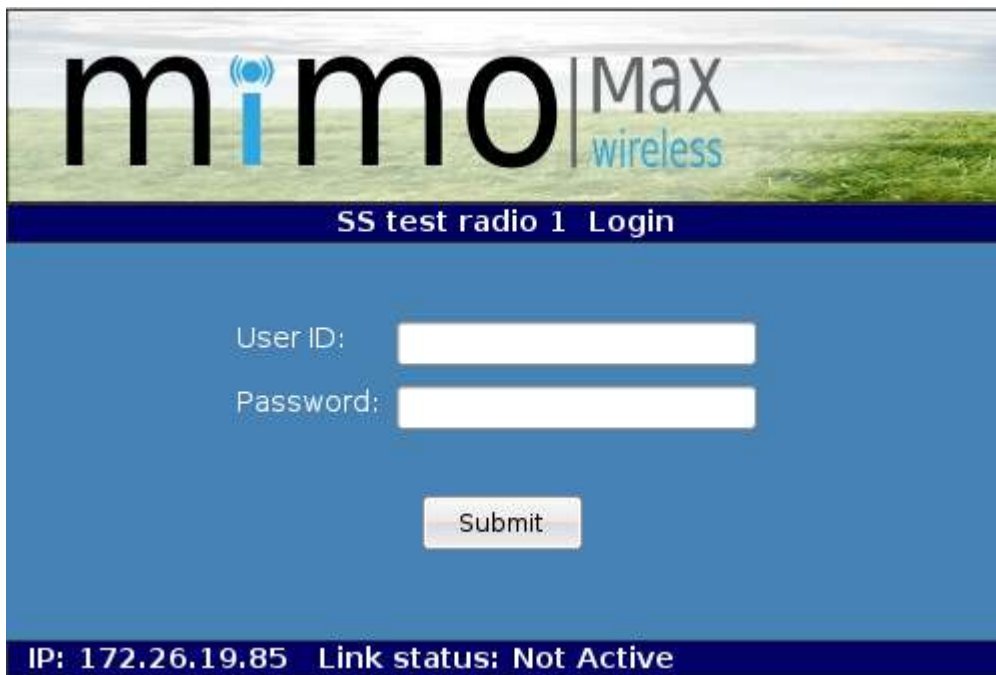 mimo Max wireless
SS test radio 1 Login
User ID:
Password:
Submit
IP: 172.26.19.85 Link status: Not Active